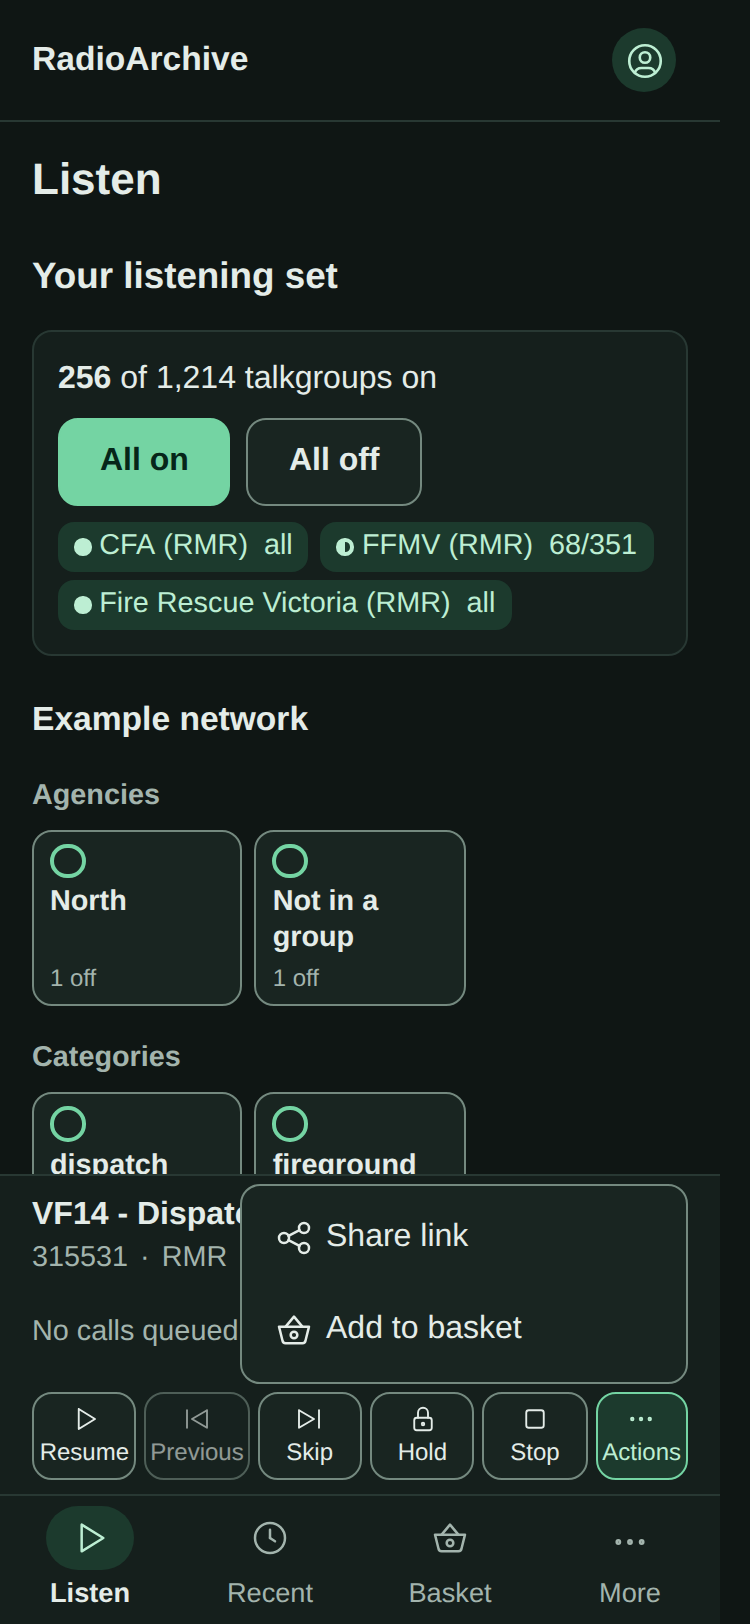 RadioArchive
Listen
Your listening set
256 of 1,214 talkgroups on
All on
All off
CFA (RMR) all
FFMV (RMR) 68/351
Fire Rescue Victoria (RMR) all
Example network
Agencies
North
1 off
Not in a
group
1 off
Categories
dispatch
fireground
VF14 - Dispatc
315531 · RMR
No calls queued
Share link
Add to basket
Resume
Previous
Skip
Hold
Stop
Actions
Listen
Recent
Basket
More